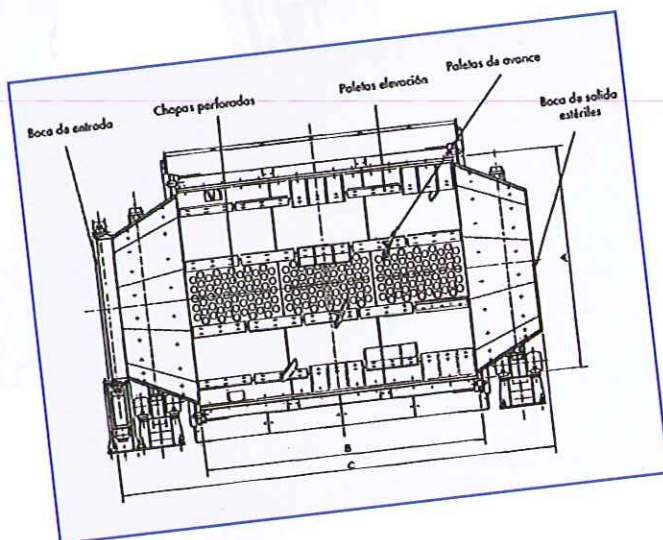 Boca de entrada
Chapas perforadas
Paletas elevación
Paletas de avance
Boca de salida
estériles
A
B
C